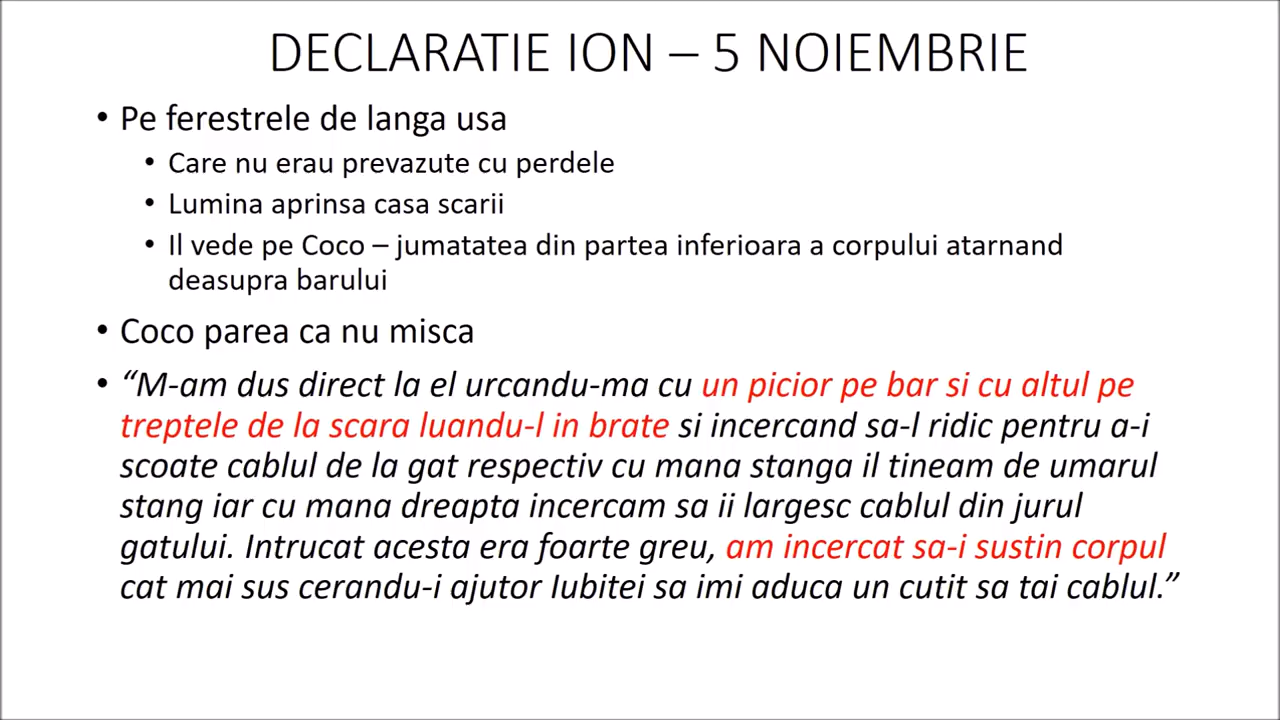 DECLARATIE ION – 5 NOIEMBRIE
• Pe ferestrele de langa usa
• Care nu erau prevazute cu perdele
• Lumina aprinsa casa scarii
• Il vede pe Coco – jumatatea din partea inferioara a corpului atarnand
deasupra barului
• Coco parea ca nu misca
• “M-am dus direct la el urcandu-ma cu un picior pe bar si cu altul pe
treptele de la scara luandu-l in brate si incercand sa-l ridic pentru a-i
scoate cablul de la gat respectiv cu mana stanga il tineam de umarul
stang iar cu mana dreapta incercam sa ii largesc cablul din jurul
gatului. Intrucat acesta era foarte greu, am incercat sa-i sustin corpul
cat mai sus cerandu-i ajutor Iubitei sa imi aduca un cutit sa tai cablul.”